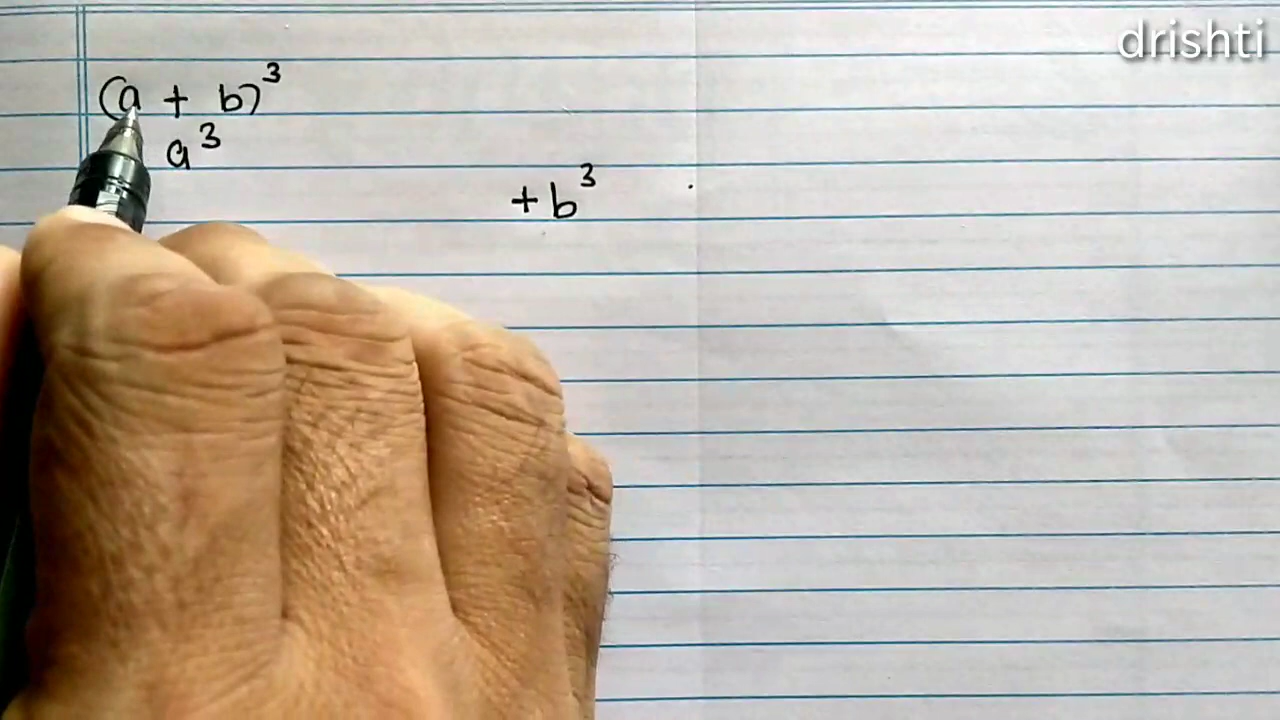 drishti
(a + b)³
a³
+ b³